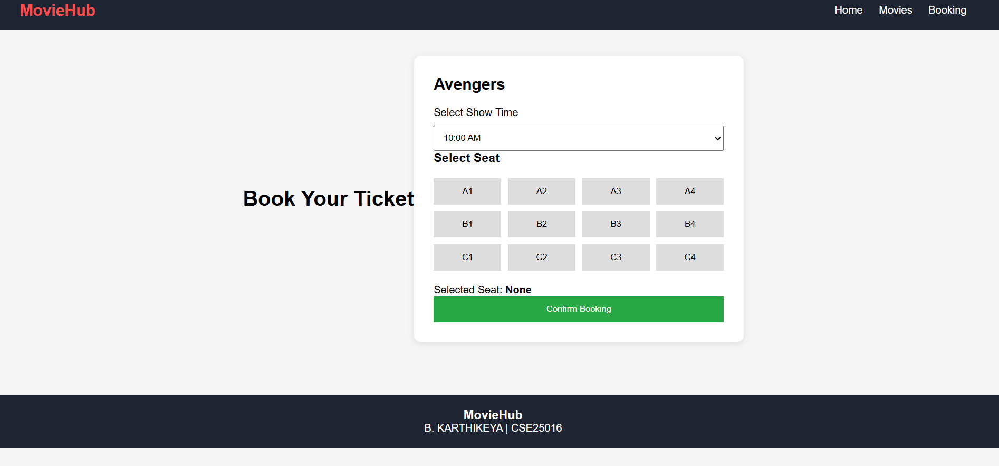 MovieHub
Home Movies Booking
Book Your Ticket
Avengers
Select Show Time
10:00 AM
Select Seat
A1 A2 A3 A4
B1 B2 B3 B4
C1 C2 C3 C4
Selected Seat: None
Confirm Booking
MovieHub
B. KARTHIKEYA | CSE25016